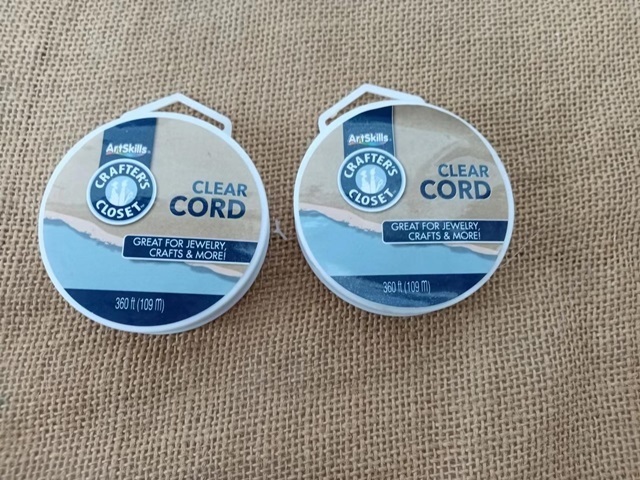 ArtSkills
CRAFTER'S
CLOSET
CLEAR
CORD
GREAT FOR JEWELRY,
CRAFTS & MORE!
360 ft (109 m)
ArtSkills
CRAFTER'S
CLOSET
CLEAR
CORD
GREAT FOR JEWELRY,
CRAFTS & MORE!
360 ft (109 m)